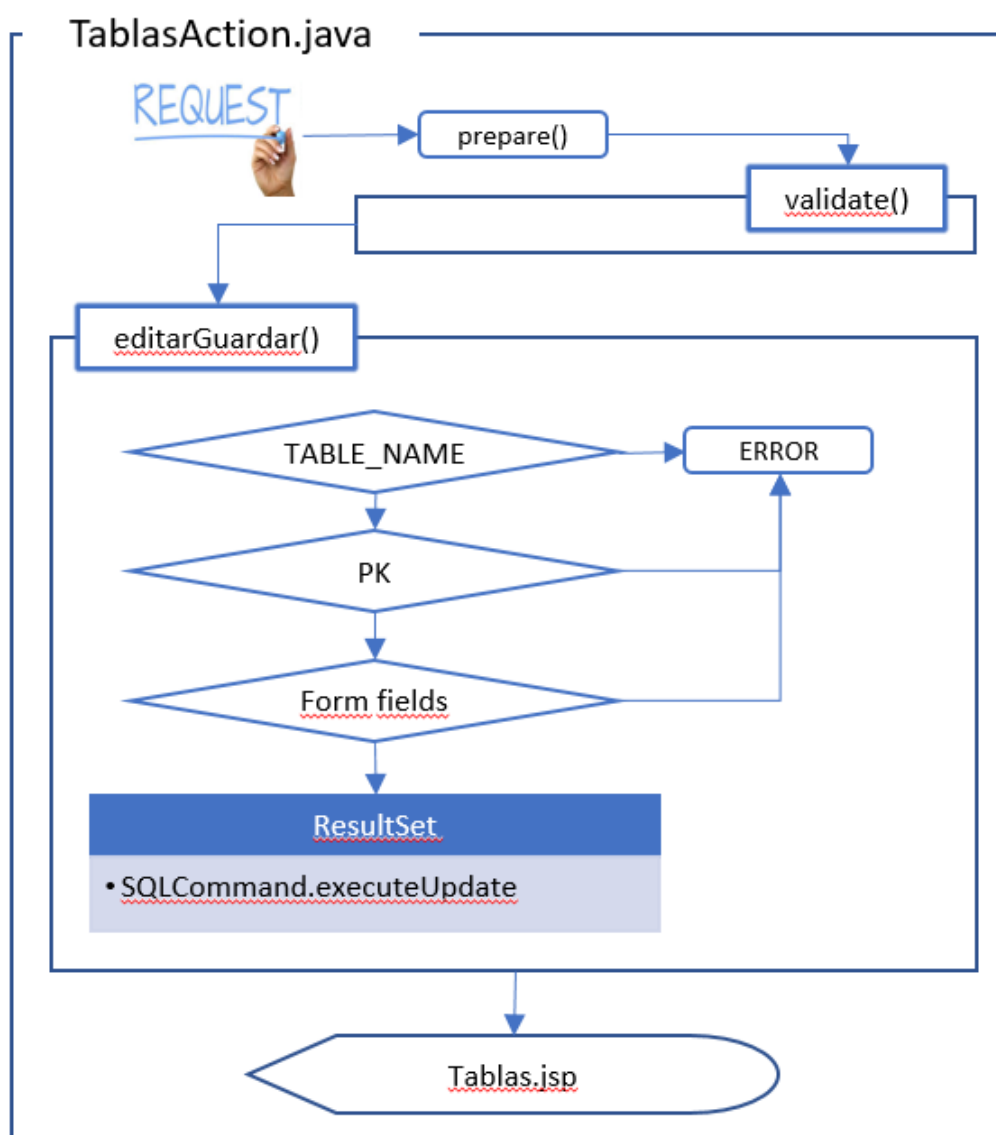 TablasAction.java
REQUEST
prepare()
validate()
editarGuardar()
TABLE_NAME
ERROR
PK
Form fields
ResultSet
• SQLCommand.executeUpdate
Tablas.jsp